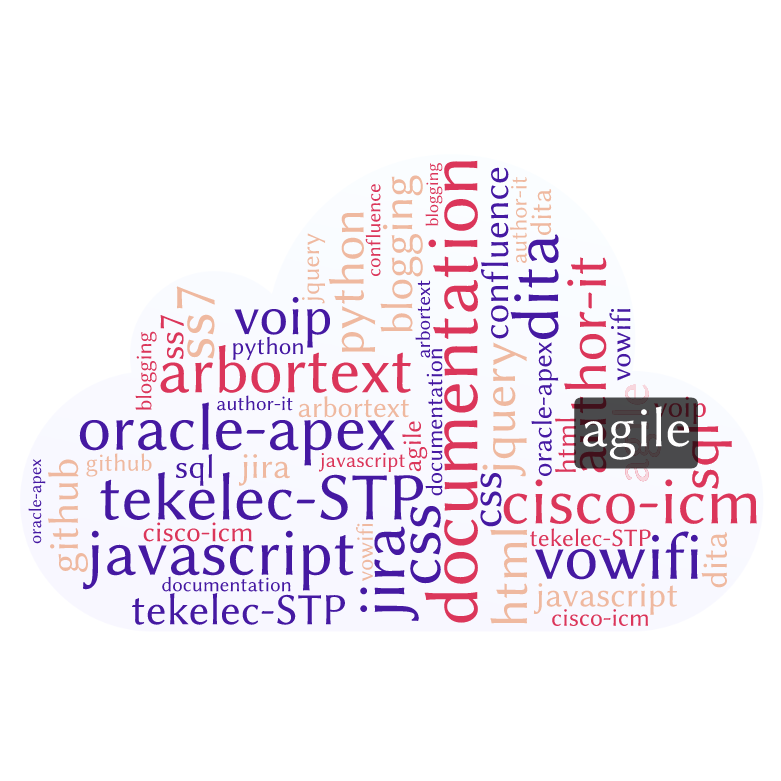 blogging
documentation
confluence
author-it
dita
blogging
confluence
python
jquery
dita
author-it
ss7
ss7
voip
arbortext
vowifi
blogging
python
arbortext
documentation
jquery
oracle-apex
author-it
arbortext
agile
voip
oracle-apex
agile
html
agile
sql
github
sql
jira
javascript
oracle-apex
github
tekelec-STP
css
cisco-icm
cisco-icm
jira
css
html
tekelec-STP
javascript
vowifi
vowifi
dita
documentation
javascript
tekelec-STP
cisco-icm